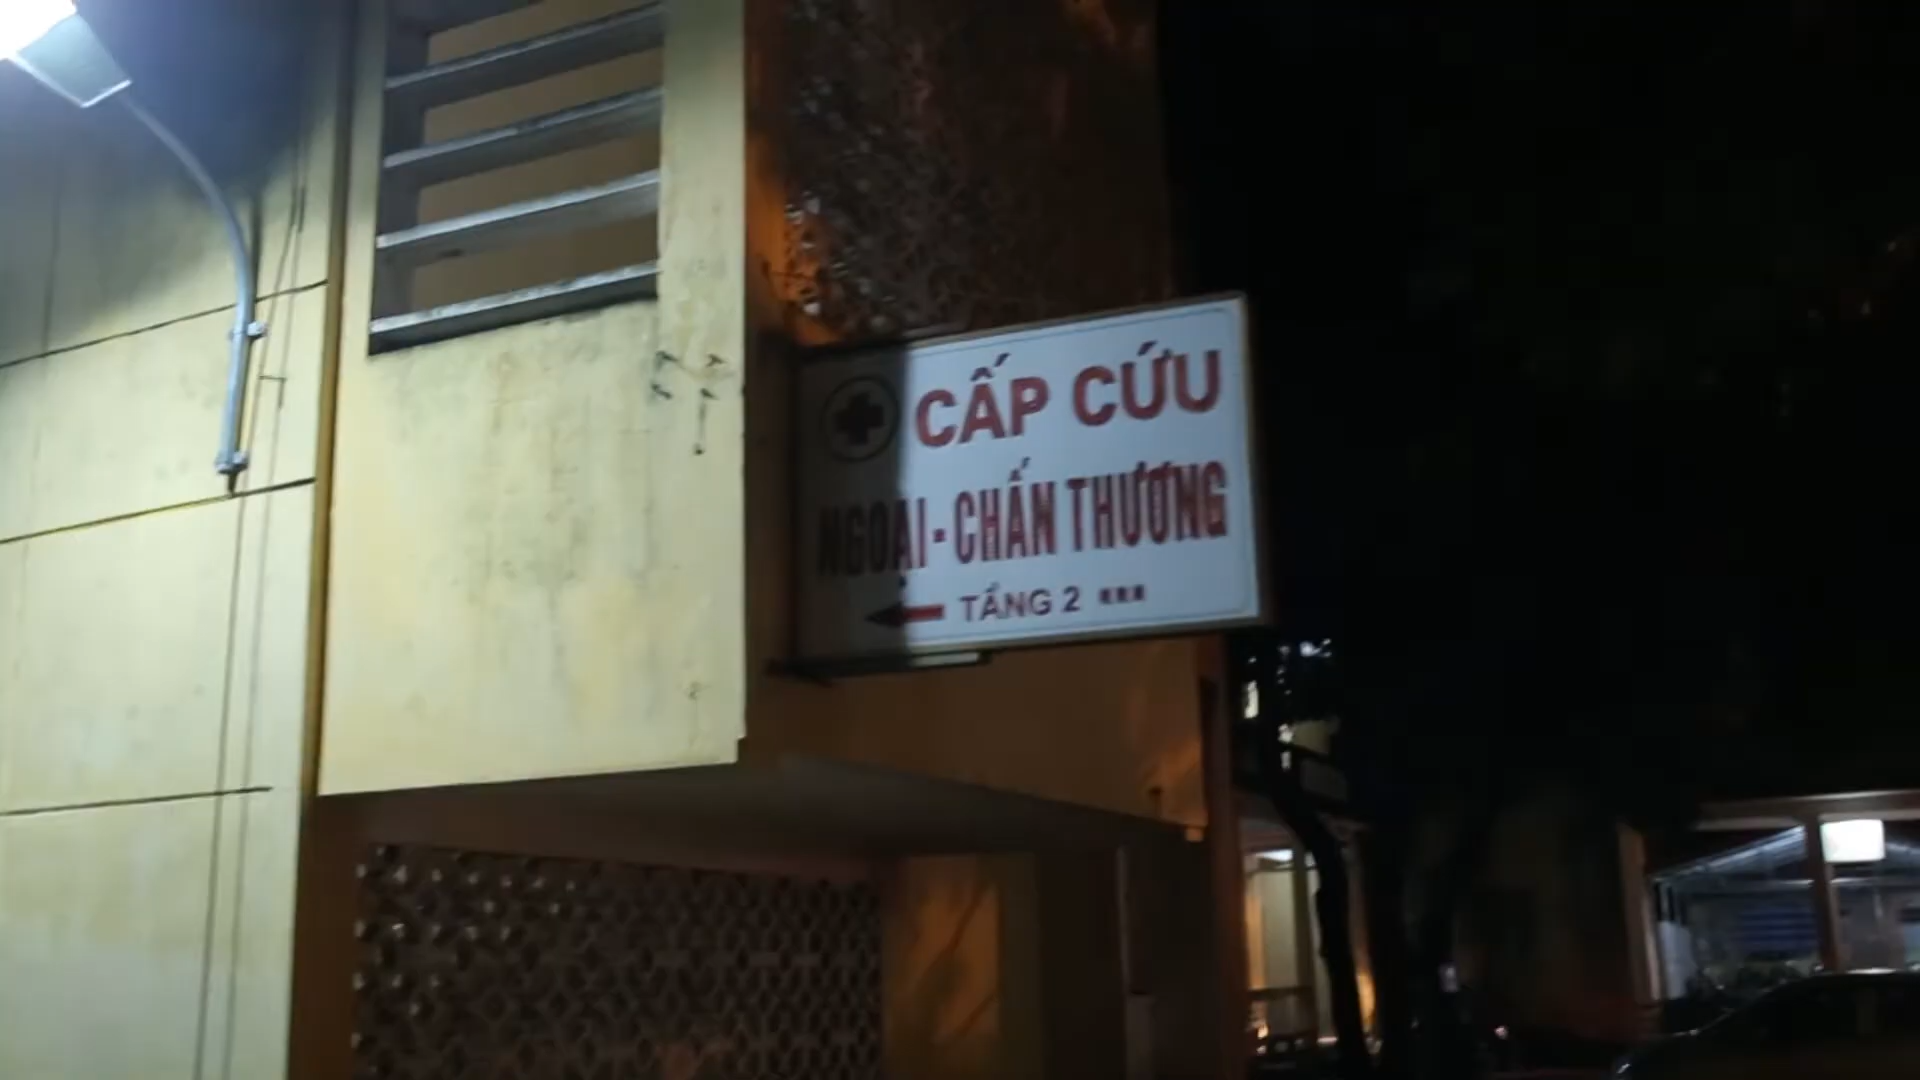 CẤP CỨU
NGOẠI - CHẤN THƯƠNG
TẦNG 2